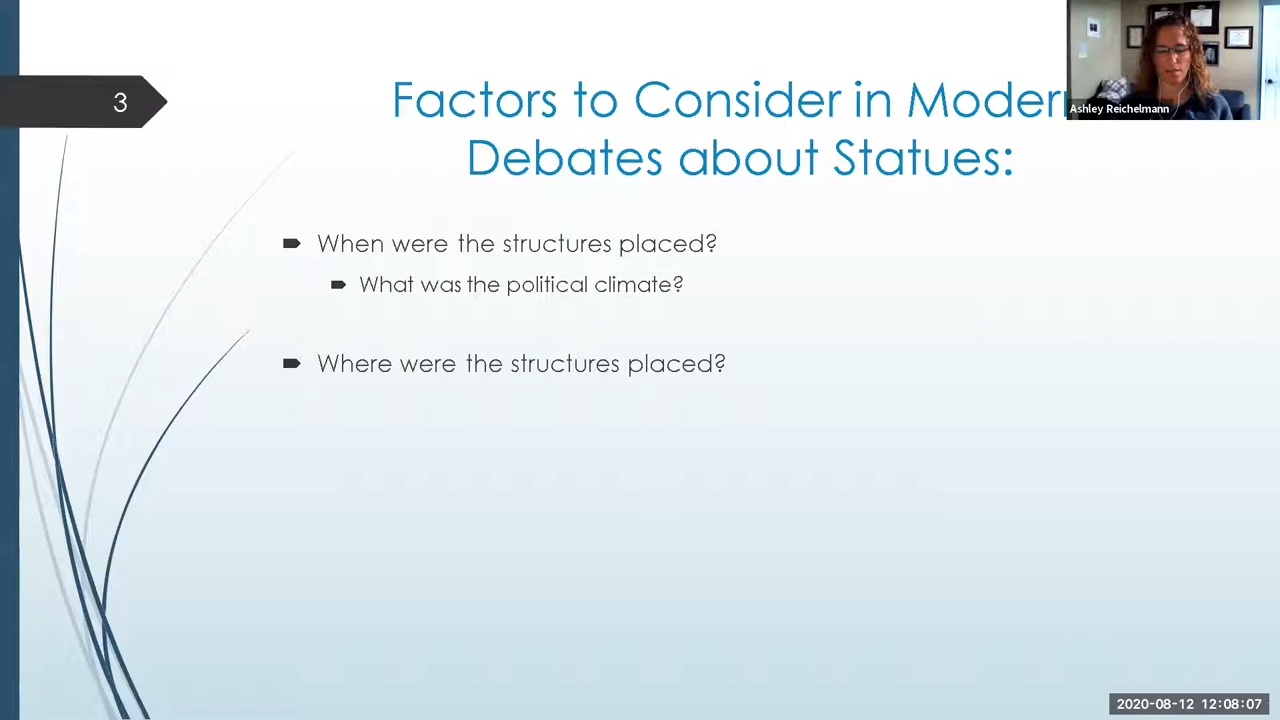 3
Factors to Consider in Moder
Debates about Statues:
Ashley Reichelmann
When were the structures placed?
What was the political climate?
Where were the structures placed?
2020-08-12 12:08:07